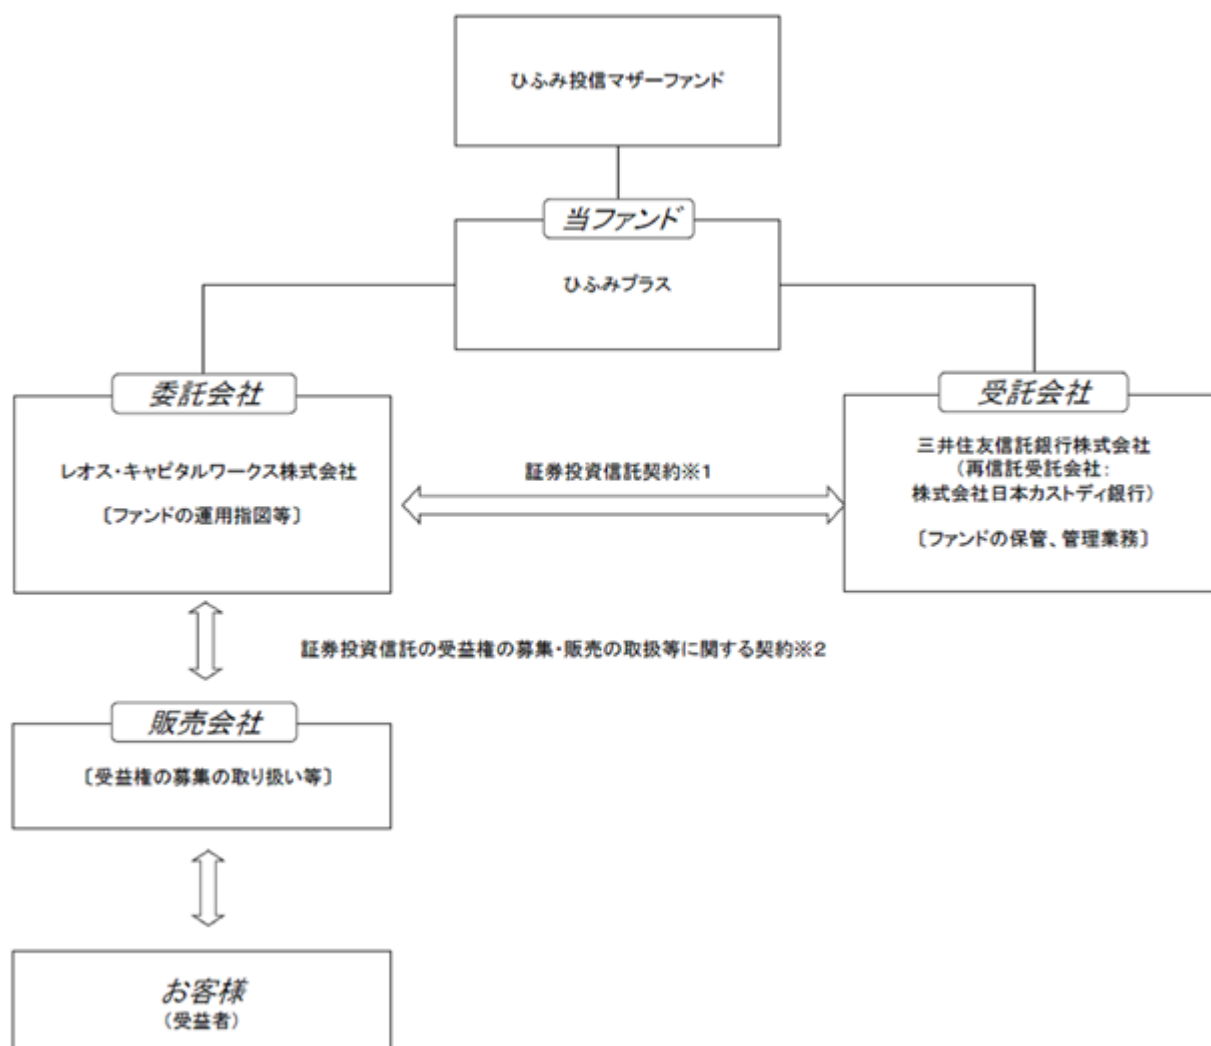 ひふみ投信マザーファンド
当ファンド
ひふみプラス
委託会社
レオス・キャピタルワークス株式会社
〔ファンドの運用指図等〕
証券投資信託契約※1
受託会社
三井住友信託銀行株式会社
（再信託受託会社：
株式会社日本カストディ銀行）
〔ファンドの保管、管理業務〕
証券投資信託の受益権の募集・販売の取扱等に関する契約※2
販売会社
〔受益権の募集の取り扱い等〕
お客様
（受益者）